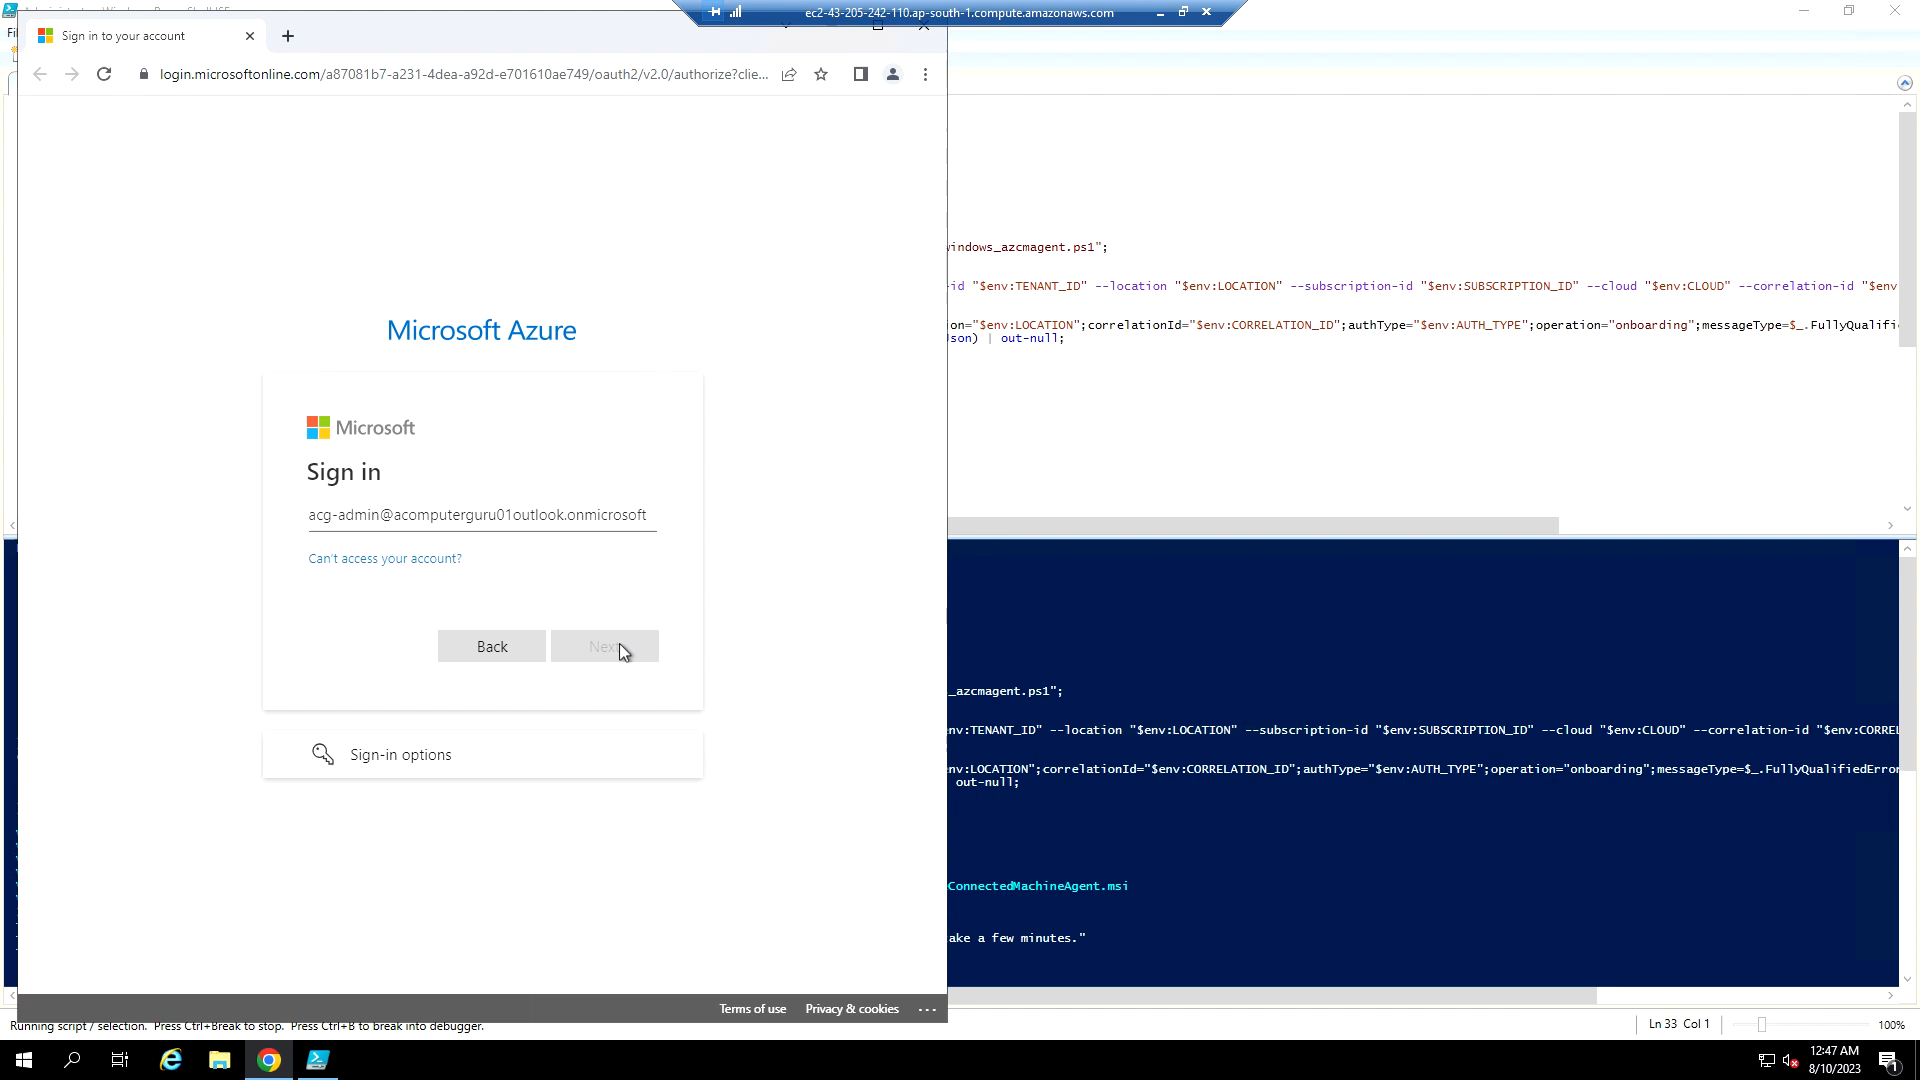 ec2-43-205-242-110.ap-south-1.compute.amazonaws.com
Sign in to your account
login.microsoftonline.com/a87081b7-a231-4dea-a92d-e701610ae749/oauth2/v2.0/authorize?clie...
Microsoft Azure
Microsoft
Sign in
acg-admin@acomputerguru01outlook.onmicrosoft
Can't access your account?
Back
Next
Sign-in options
Terms of use
Privacy & cookies
windows_azcmagent.ps1";
-id "$env:TENANT_ID" --location "$env:LOCATION" --subscription-id "$env:SUBSCRIPTION_ID" --cloud "$env:CLOUD" --correlation-id "$env
on="$env:LOCATION";correlationId="$env:CORRELATION_ID";authType="$env:AUTH_TYPE";operation="onboarding";messageType=$_.FullyQualifi
Json) | out-null;
_azcmagent.ps1";
nv:TENANT_ID" --location "$env:LOCATION" --subscription-id "$env:SUBSCRIPTION_ID" --cloud "$env:CLOUD" --correlation-id "$env:CORREL
nv:LOCATION";correlationId="$env:CORRELATION_ID";authType="$env:AUTH_TYPE";operation="onboarding";messageType=$_.FullyQualifiedError
out-null;
ConnectedMachineAgent.msi
ake a few minutes."
Running script / selection. Press Ctrl+Break to stop. Press Ctrl+B to break into debugger.
Ln 33 Col 1
100%
12:47 AM
8/10/2023
1